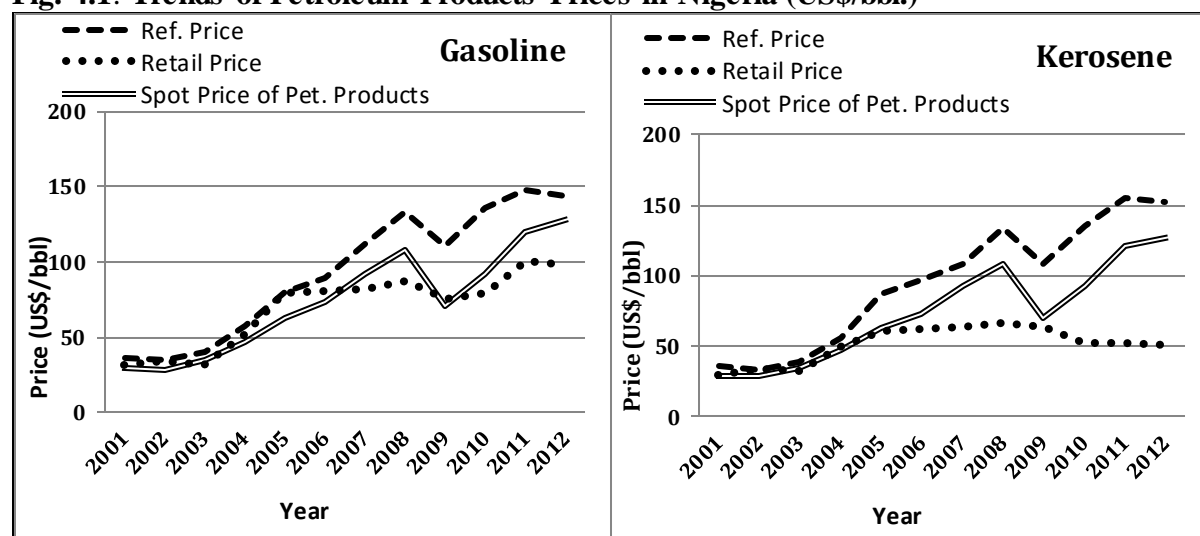 Fig. 4.1: Trends of Petroleum Products Prices in Nigeria (US$/bbl.)
Gasoline
Ref. Price
Retail Price
Spot Price of Pet. Products
200
150
100
50
0
Price (US$/bbl)
2001 2002 2003 2004 2005 2006 2007 2008 2009 2010 2011 2012
Year
Kerosene
Ref. Price
Retail Price
Spot Price of Pet. Products
200
150
100
50
0
Price (US$/bbl)
2001 2002 2003 2004 2005 2006 2007 2008 2009 2010 2011 2012
Year